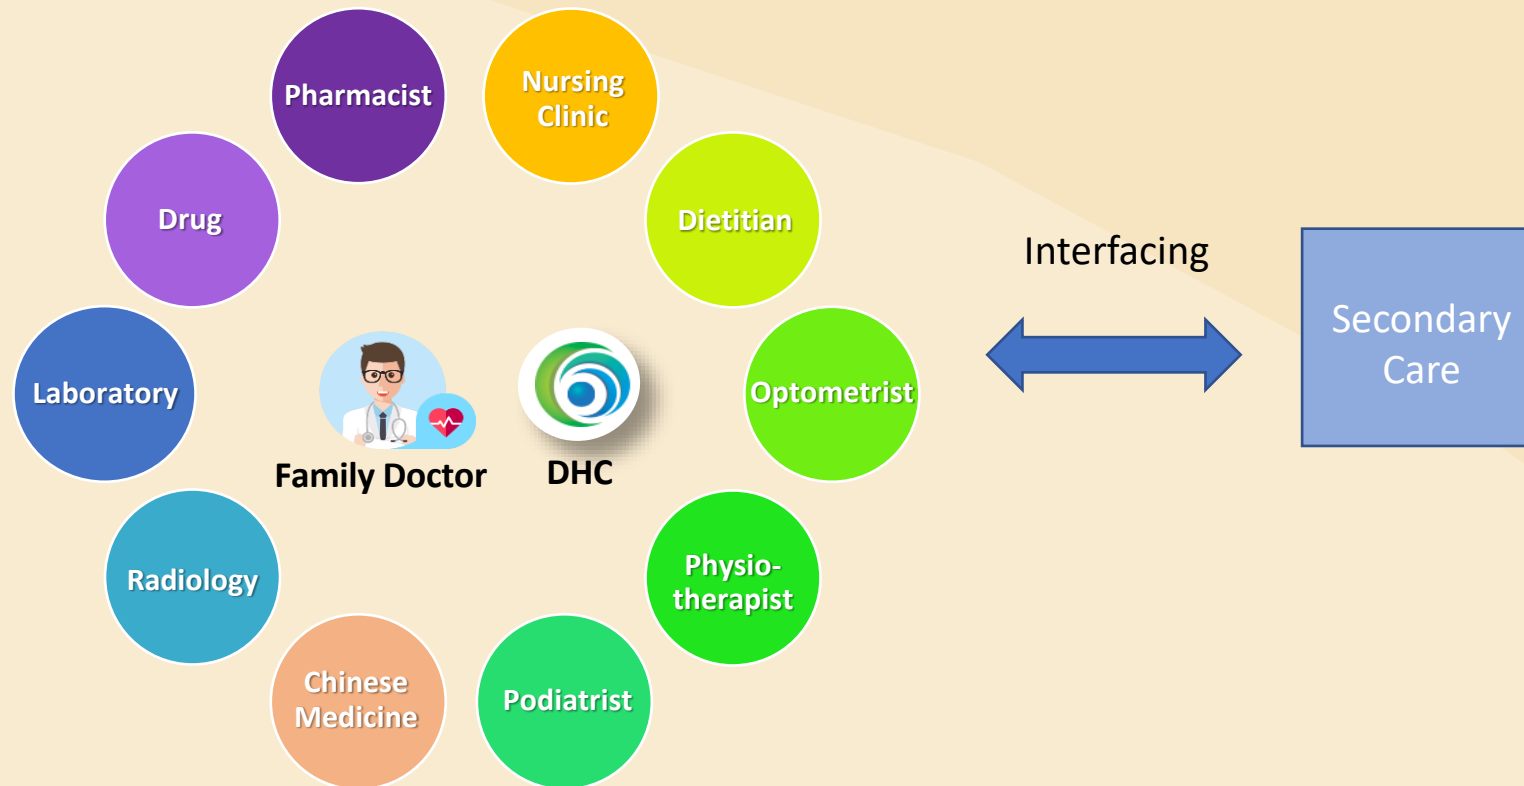 Pharmacist
Nursing
Clinic
Drug
Dietitian
Interfacing
Secondary
Care
Laboratory
Optometrist
Family Doctor
DHC
Radiology
Physio-
therapist
Chinese
Medicine
Podiatrist